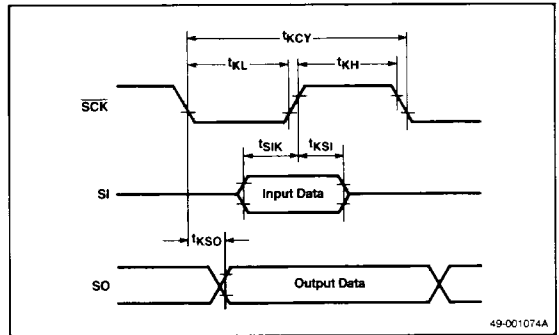 tKCY
tKL
tKH
SCK
tSIK
tKSI
SI
Input Data
tKSO
SO
Output Data
49-001074A